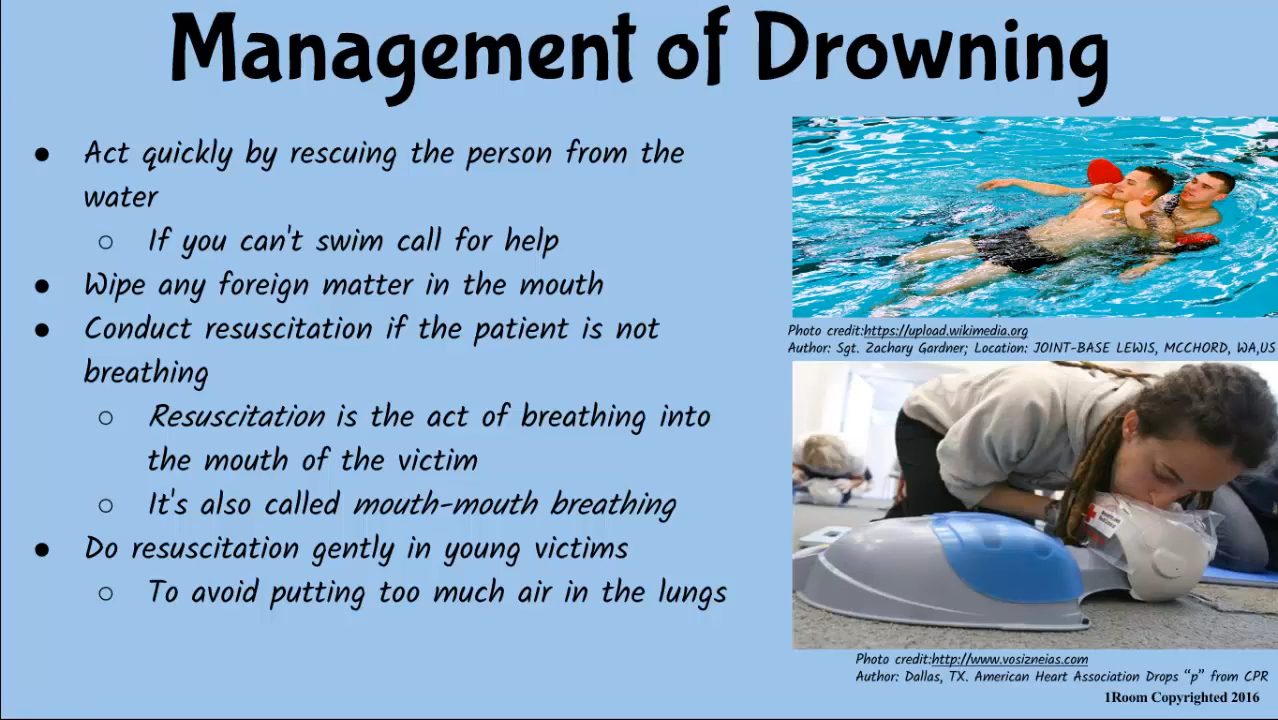 Management of Drowning
● Act quickly by rescuing the person from the
water
○ If you can't swim call for help
● Wipe any foreign matter in the mouth
● Conduct resuscitation if the patient is not
breathing
○ Resuscitation is the act of breathing into
the mouth of the victim
○ It's also called mouth-mouth breathing
● Do resuscitation gently in young victims
○ To avoid putting too much air in the lungs
Photo credit:https://upload.wikimedia.org
Author: Sgt. Zachary Gardner; Location: JOINT-BASE LEWIS, MCCHORD, WA,US
Photo credit:http://www.vosizneias.com
Author: Dallas, TX. American Heart Association Drops “p” from CPR
1Room Copyrighted 2016